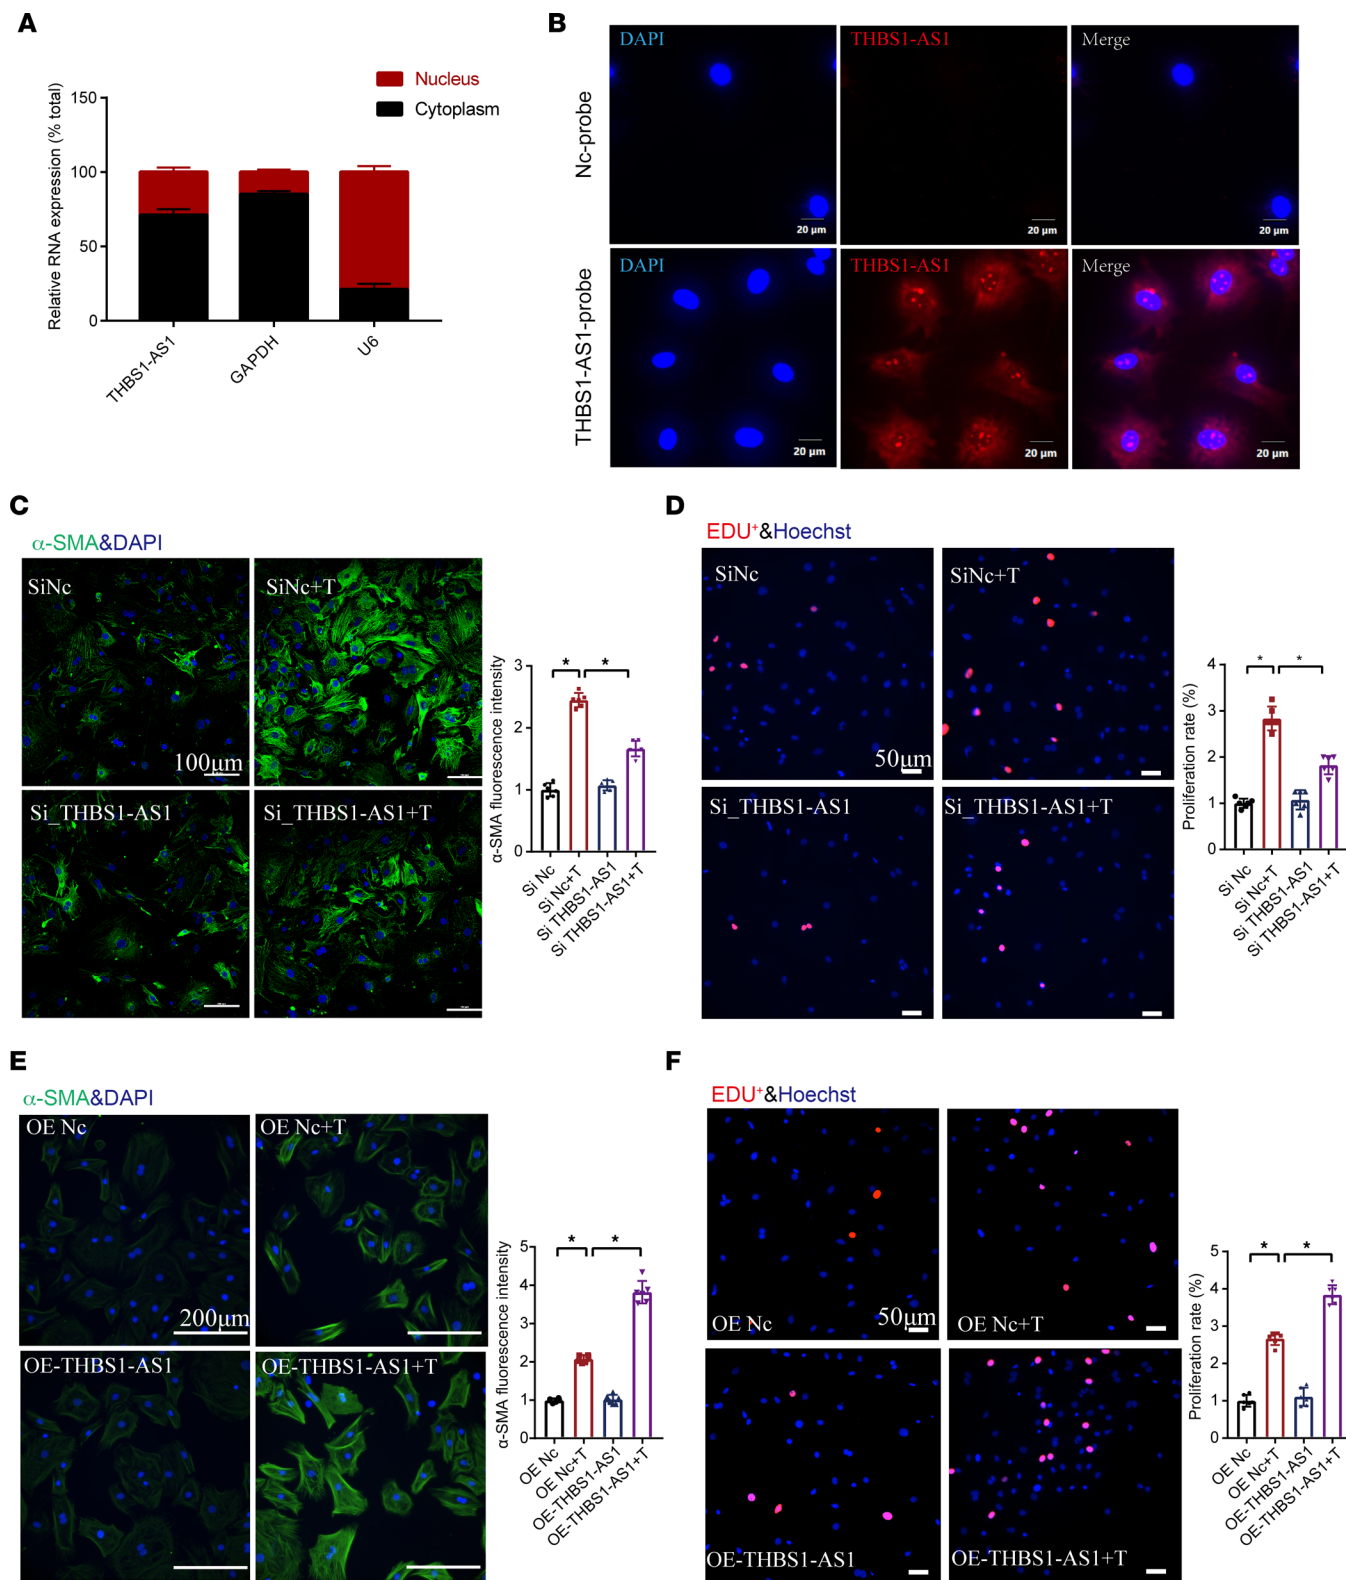 A
Nucleus
Cytoplasm
Relative RNA expression (% total)
150
100
50
0
THBS1-AS1
GAPDH
U6
B
Nc-probe
DAPI
THBS1-AS1
Merge
20 μm
20 μm
20 μm
THBS1-AS1-probe
DAPI
THBS1-AS1
Merge
20 μm
20 μm
20 μm
C
α-SMA&DAPI
SiNc
SiNc+T
100μm
Si_THBS1-AS1
Si_THBS1-AS1+T
α-SMA fluorescence intensity
3
2
1
0
* *
Si Nc
Si Nc+T
Si THBS1-AS1
Si THBS1-AS1+T
D
EDU⁺&Hoechst
SiNc
SiNc+T
50μm
Si_THBS1-AS1
Si_THBS1-AS1+T
Proliferation rate (%)
4
3
2
1
0
* *
Si Nc
Si Nc+T
Si THBS1-AS1
Si THBS1-AS1+T
E
α-SMA&DAPI
OE Nc
OE Nc+T
200μm
OE-THBS1-AS1
OE-THBS1-AS1+T
α-SMA fluorescence intensity
5
4
3
2
1
0
* *
OE Nc
OE Nc+T
OE-THBS1-AS1
OE-THBS1-AS1+T
F
EDU⁺&Hoechst
50μm
OE Nc
OE Nc+T
OE-THBS1-AS1
OE-THBS1-AS1+T
Proliferation rate (%)
5
4
3
2
1
0
* *
OE Nc
OE Nc+T
OE-THBS1-AS1
OE-THBS1-AS1+T